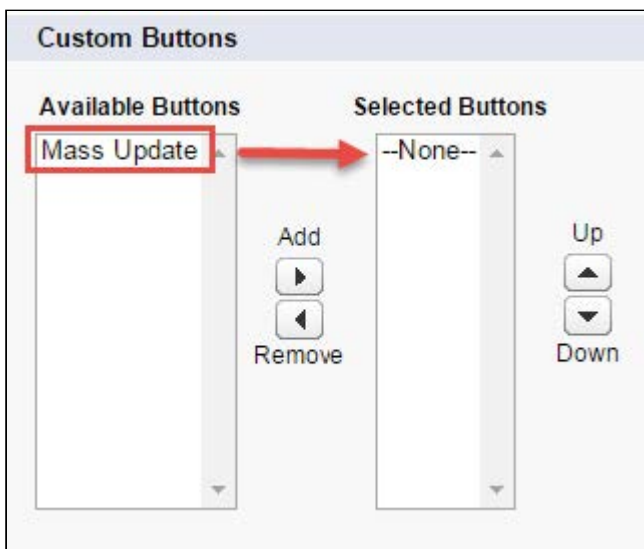 Custom Buttons
Available Buttons
Selected Buttons
Mass Update
--None--
Add
Remove
Up
Down